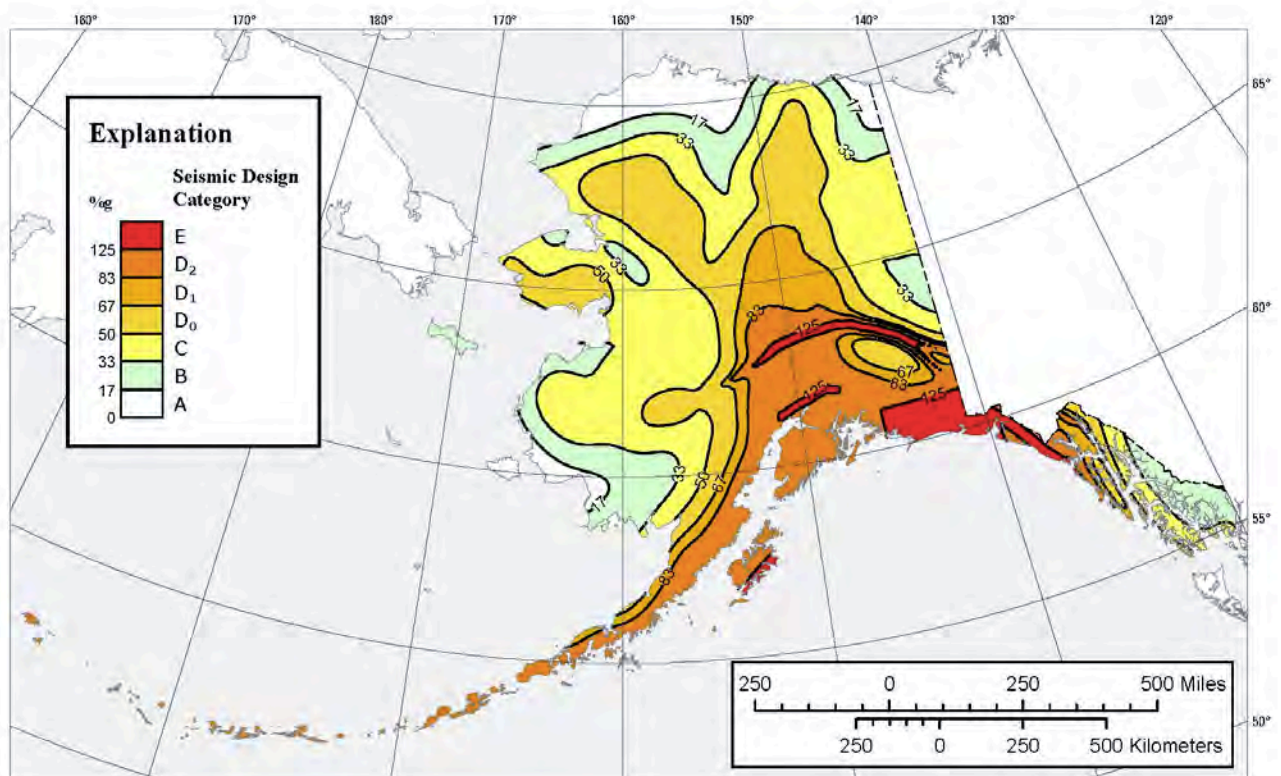 160° 170° 180° 170° 160° 150° 140° 130° 120°
65°
60°
55°
50°
Explanation
Seismic Design
Category
%g
E
125
D2
83
D1
67
D0
50
C
33
B
17
A
0
17
33
17
33
33
50
33
83
125
67
83
125
125
33
50
67
17
83
250 0 250 500 Miles
250 0 250 500 Kilometers